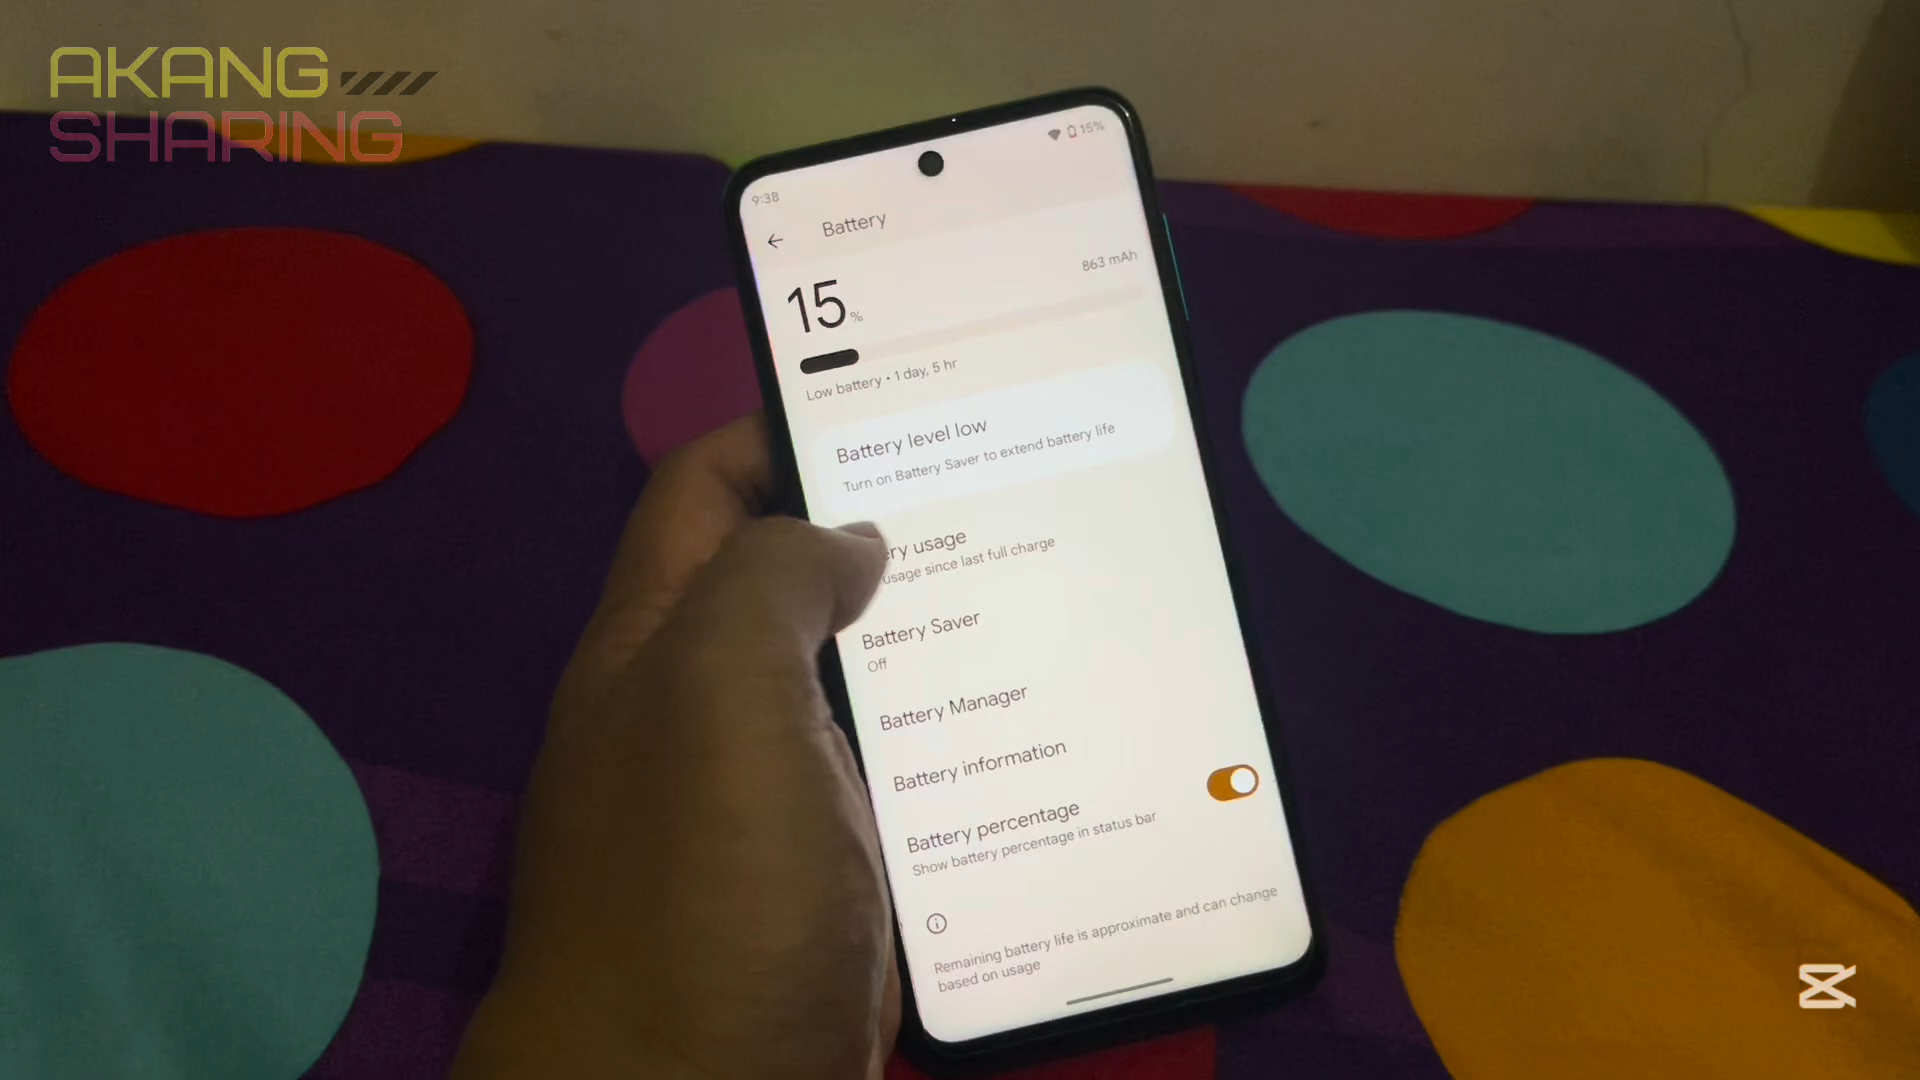 AKANG
SHARING
9:38
15%
Battery
15%
863 mAh
Low battery • 1 day, 5 hr
Battery level low
Turn on Battery Saver to extend battery life
ry usage
usage since last full charge
Battery Saver
Off
Battery Manager
Battery information
Battery percentage
Show battery percentage in status bar
Remaining battery life is approximate and can change
based on usage